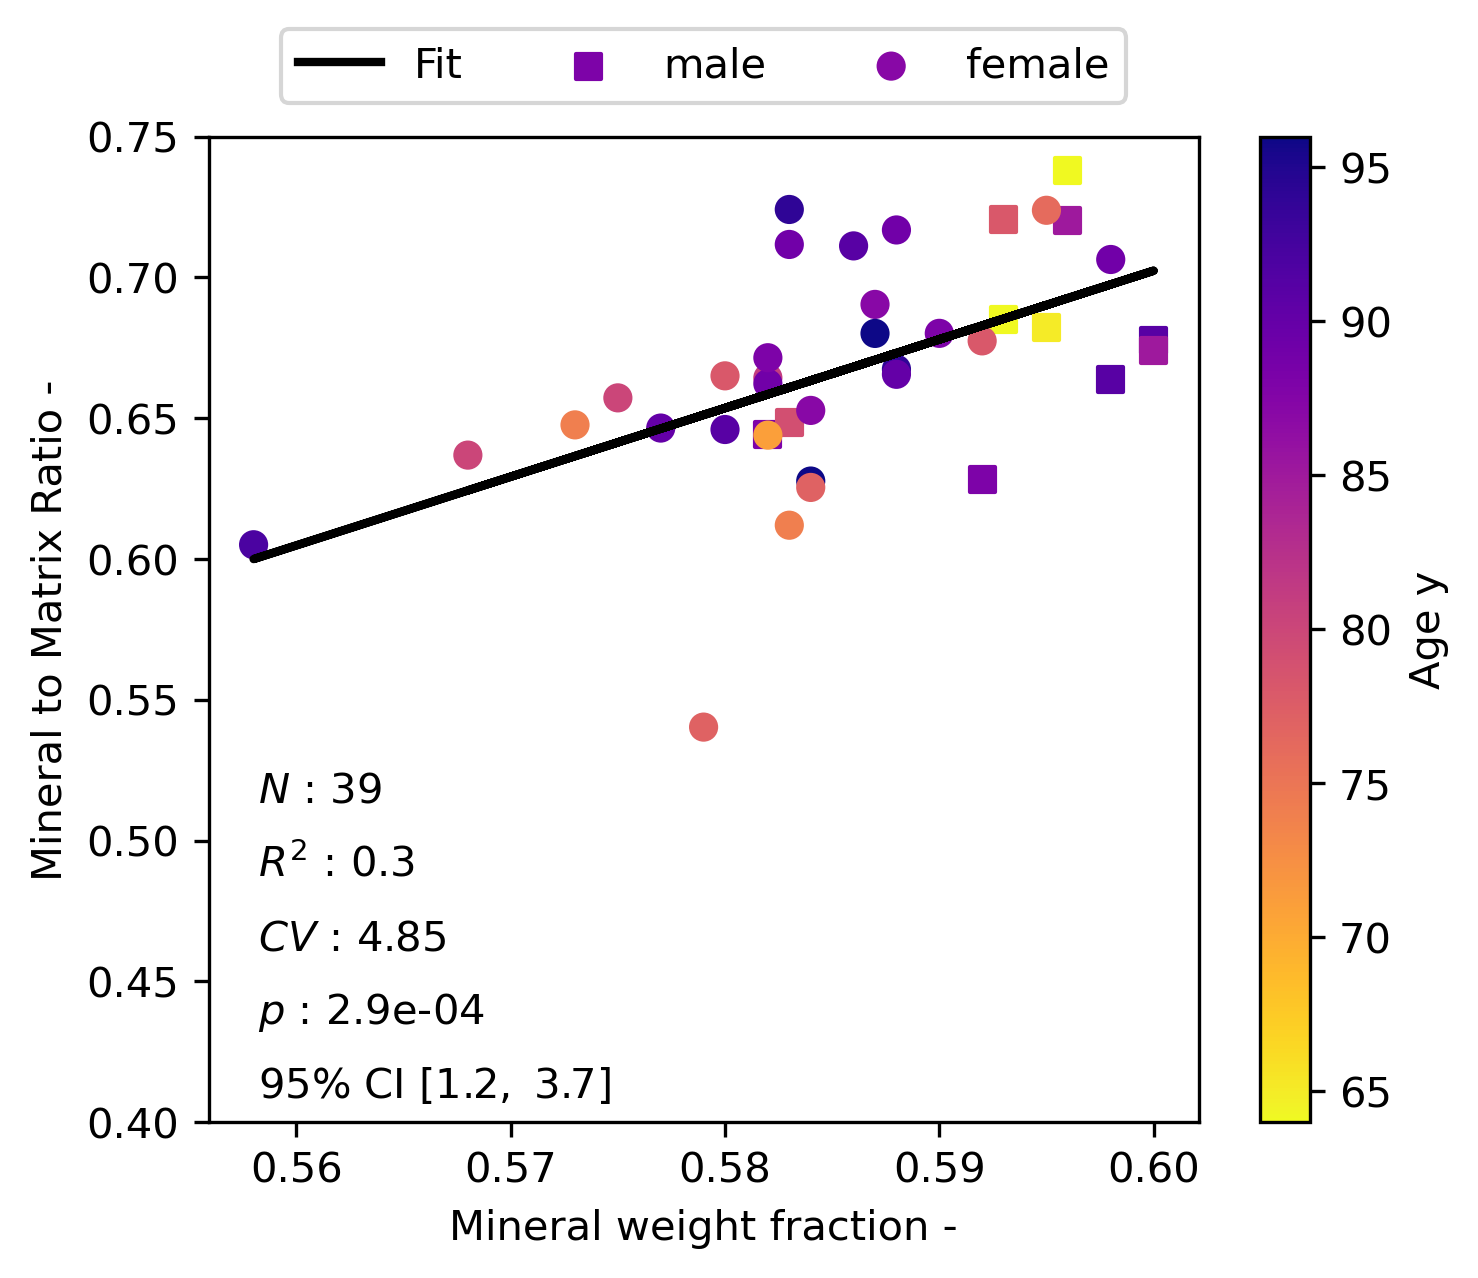 Fit male female
0.75
0.70
0.65
0.60
0.55
0.50
0.45
0.40
Mineral to Matrix Ratio -
N : 39
R² : 0.3
CV : 4.85
p : 2.9e-04
95% CI [1.2, 3.7]
0.56 0.57 0.58 0.59 0.60
Mineral weight fraction -
95
90
85
80
75
70
65
Age y